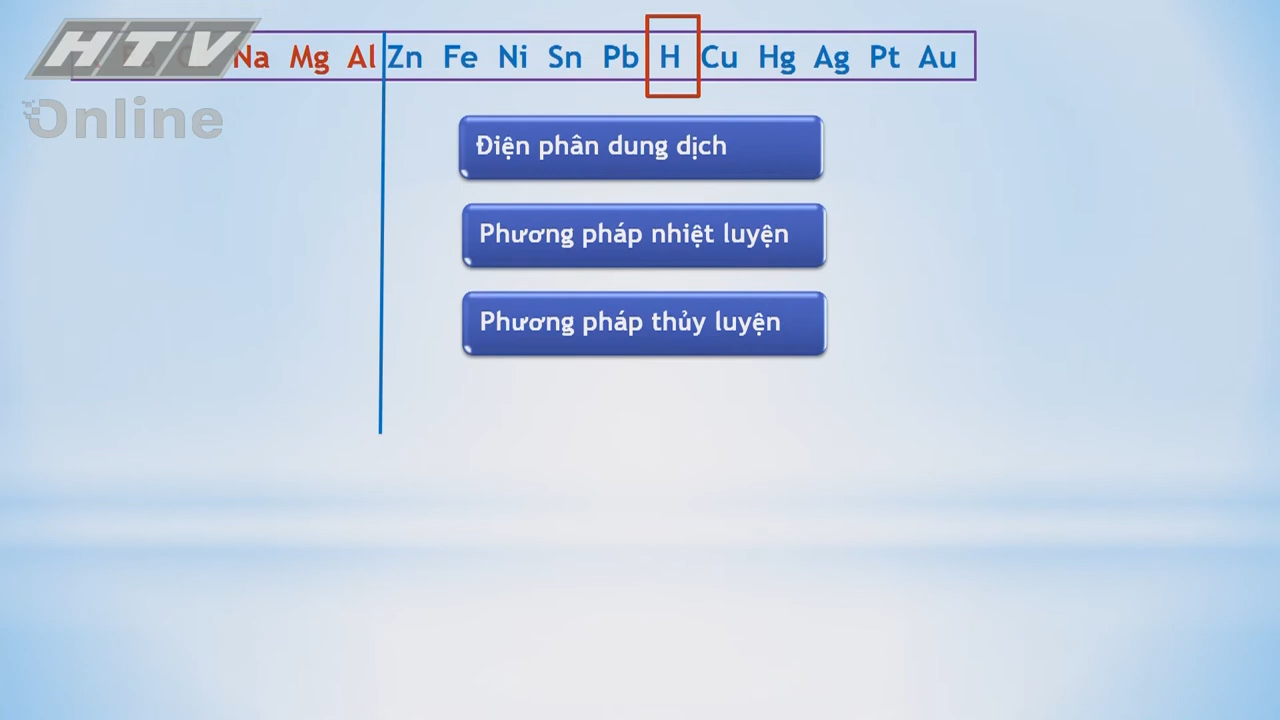 HTV
Online
Na Mg Al Zn Fe Ni Sn Pb H Cu Hg Ag Pt Au
Điện phân dung dịch
Phương pháp nhiệt luyện
Phương pháp thủy luyện